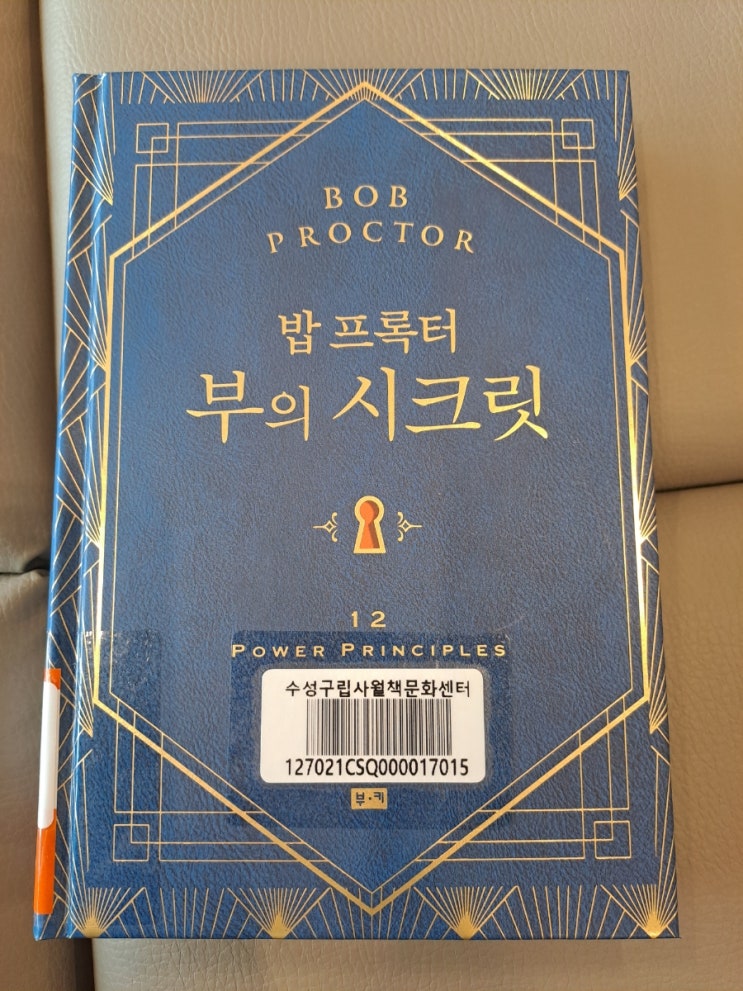 BOB
PROCTOR
밥 프록터
부의 시크릿
12
POWER PRINCIPLES
수성구립사월책문화센터
127021CSQ000017015
부·키